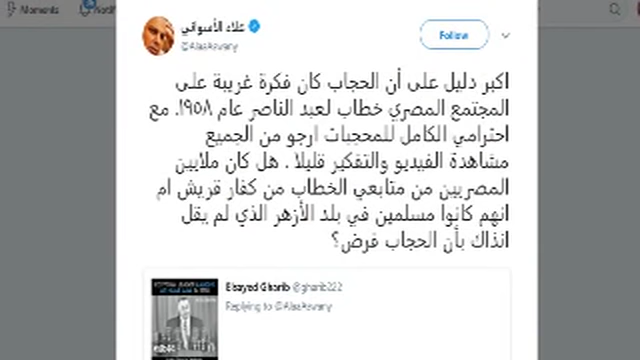 Moments
علاء الأسواني
@AlaaAswany
Follow
اكبر دليل على أن الحجاب كان فكرة غريبة على
المجتمع المصري خطاب لعبد الناصر عام ١٩٥٨. مع
احترامي الكامل للمحجبات ارجو من الجميع
مشاهدة الفيديو والتفكير قليلا . هل كان ملايين
المصريين من متابعي الخطاب من كفار قريش ام
انهم كانوا مسلمين في بلد الأزهر الذي لم يقل
انذاك بأن الحجاب فرض؟
Elsayed Gharib @gharib222
Replying to @AlaaAswany